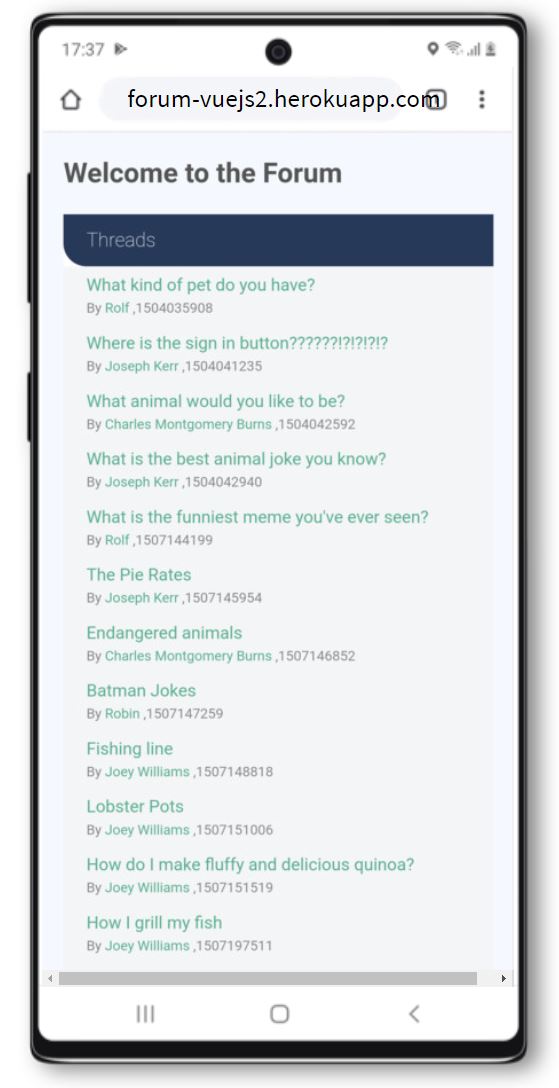 17:37
forum-vuejs2.herokuapp.com
Welcome to the Forum
Threads
What kind of pet do you have?
By Rolf ,1504035908
Where is the sign in button??????!?!?!?!?
By Joseph Kerr ,1504041235
What animal would you like to be?
By Charles Montgomery Burns ,1504042592
What is the best animal joke you know?
By Joseph Kerr ,1504042940
What is the funniest meme you've ever seen?
By Rolf ,1507144199
The Pie Rates
By Joseph Kerr ,1507145954
Endangered animals
By Charles Montgomery Burns ,1507146852
Batman Jokes
By Robin ,1507147259
Fishing line
By Joey Williams ,1507148818
Lobster Pots
By Joey Williams ,1507151006
How do I make fluffy and delicious quinoa?
By Joey Williams ,1507151519
How I grill my fish
By Joey Williams ,1507197511